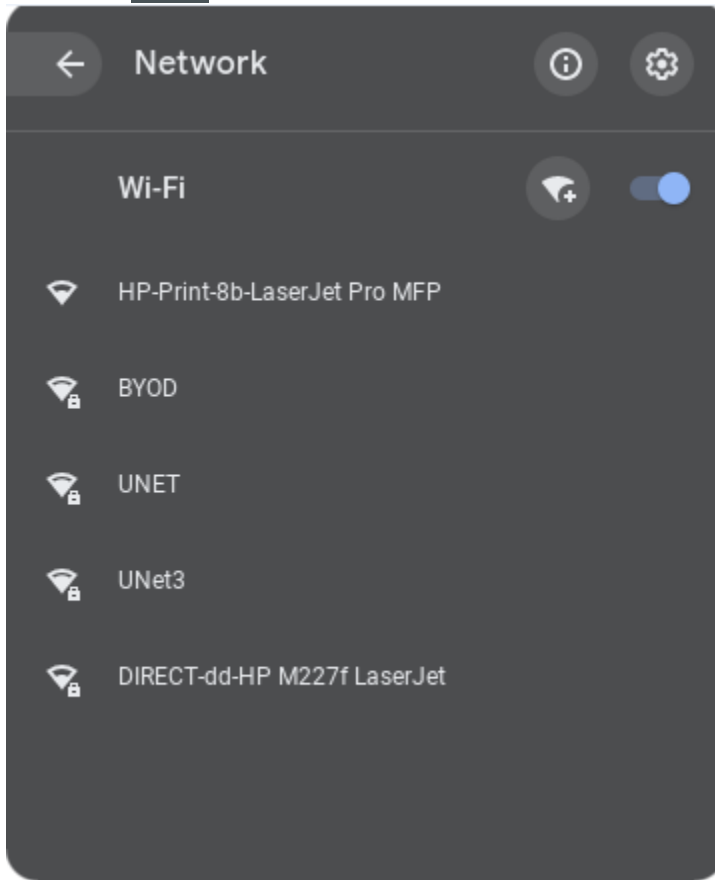 Network
Wi-Fi
HP-Print-8b-LaserJet Pro MFP
BYOD
UNET
UNet3
DIRECT-dd-HP M227f LaserJet